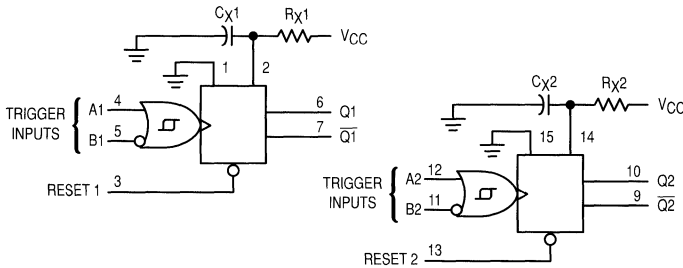 CX1
RX1
VCC
1
2
TRIGGER
INPUTS
A1
4
B1
5
6
Q1
7
Q1
RESET 1
3
CX2
RX2
VCC
15
14
TRIGGER
INPUTS
A2
12
B2
11
10
Q2
9
Q2
RESET 2
13